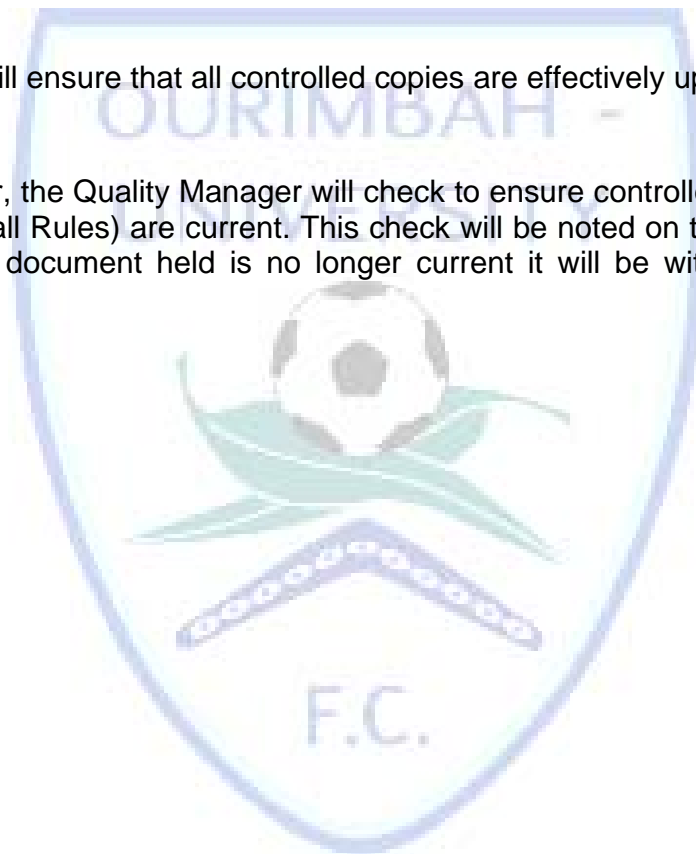 ill ensure that all controlled copies are effectively up
OURIMBAH -
r, the Quality Manager will check to ensure controlle
UNIVERSITY
all Rules) are current. This check will be noted on t
document held is no longer current it will be wit
F.C.